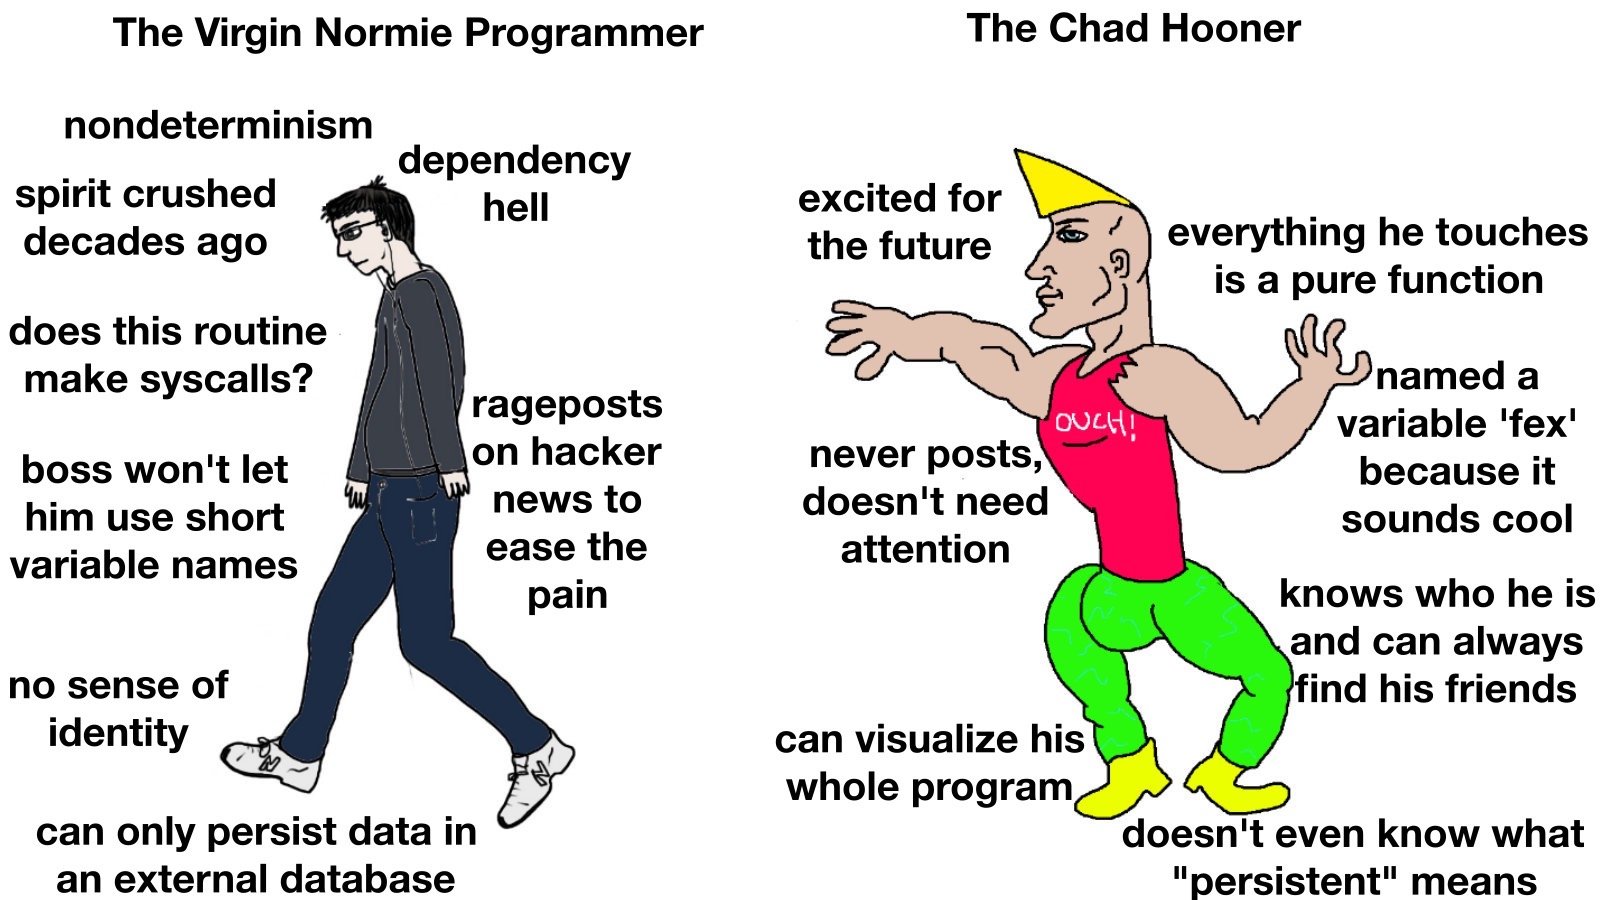 The Virgin Normie Programmer
nondeterminism
dependency
hell
spirit crushed
decades ago
does this routine
make syscalls?
rageposts
on hacker
news to
ease the
pain
boss won't let
him use short
variable names
no sense of
identity
can only persist data in
an external database
The Chad Hooner
excited for
the future
everything he touches
is a pure function
named a
variable 'fex'
because it
sounds cool
OUCH!
never posts,
doesn't need
attention
knows who he is
and can always
find his friends
can visualize his
whole program
doesn't even know what
"persistent" means